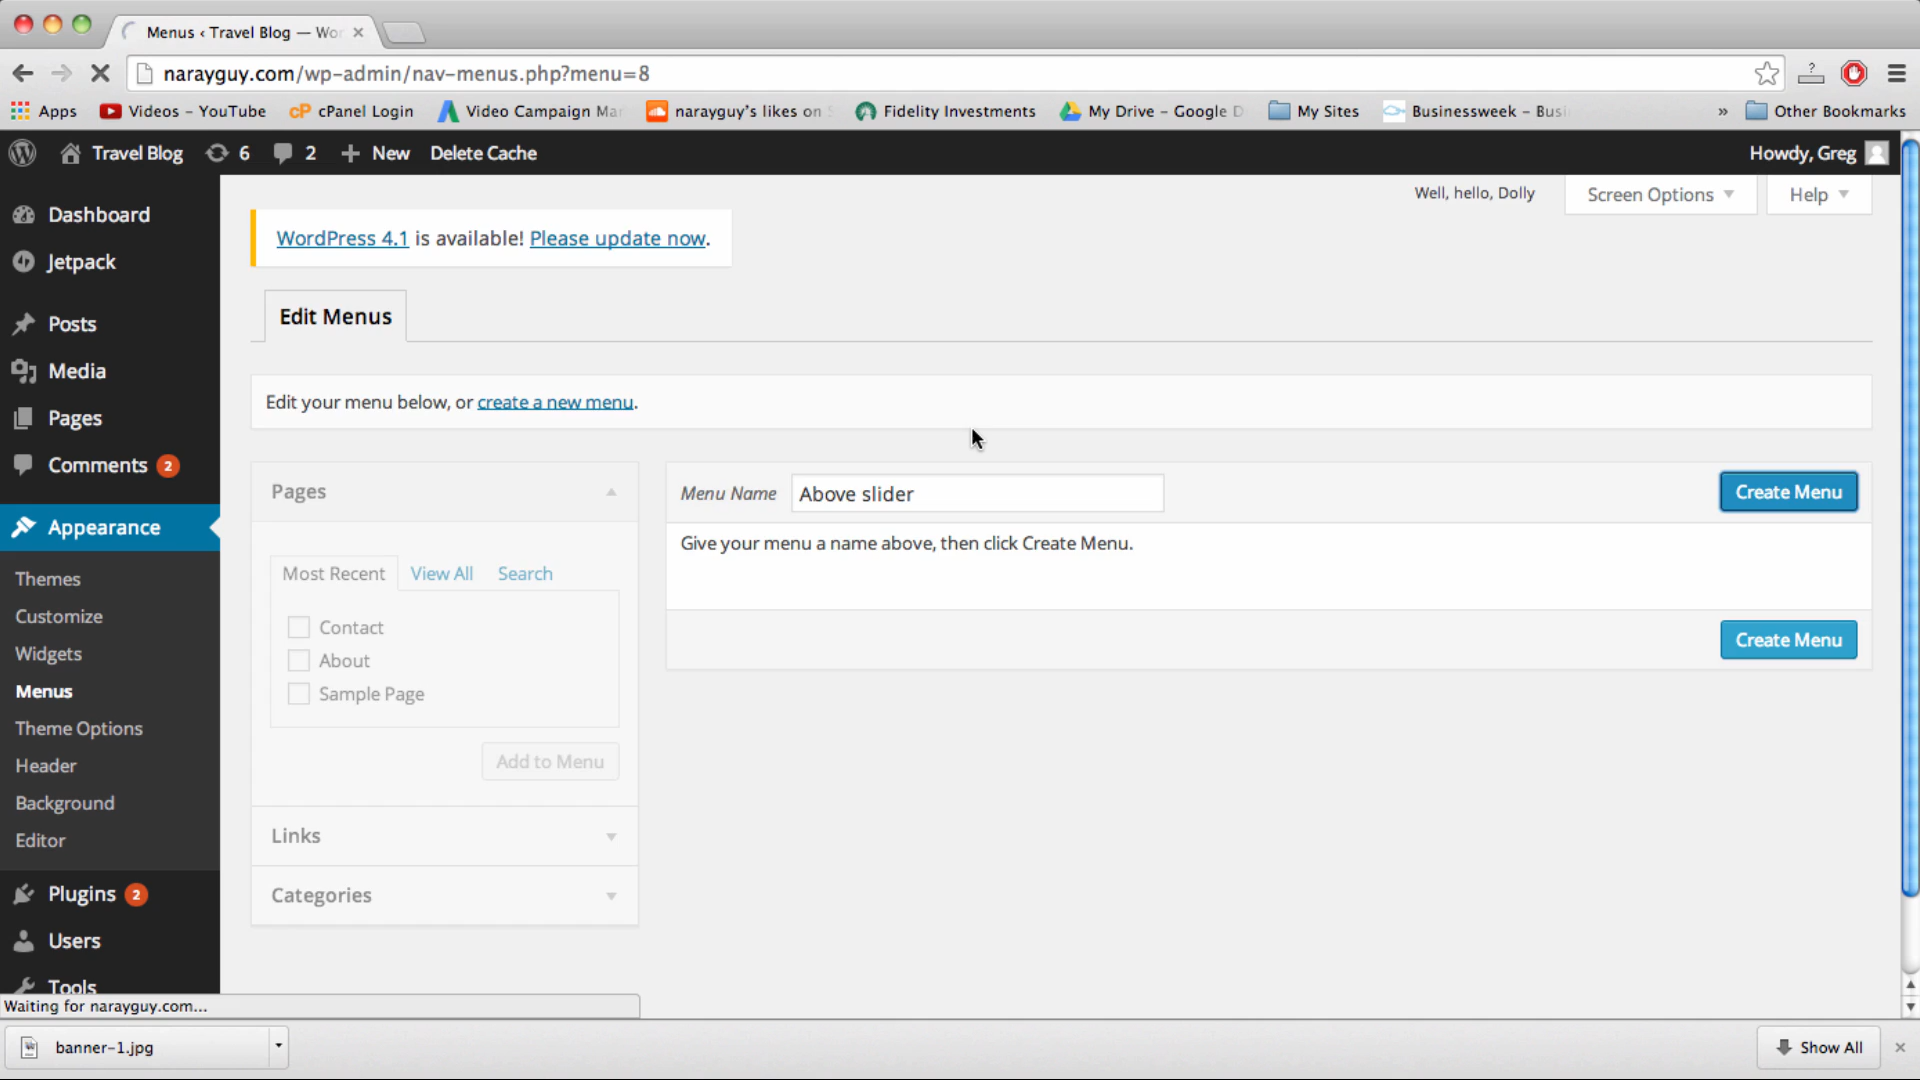 Menus ‹ Travel Blog — Wor
narayguy.com/wp-admin/nav-menus.php?menu=8
Apps Videos – YouTube cP cPanel Login Video Campaign Ma narayguy's likes on Fidelity Investments My Drive – Google D My Sites Businessweek – Busi » Other Bookmarks
Travel Blog 6 2 + New Delete Cache Howdy, Greg
Well, hello, Dolly Screen Options Help
WordPress 4.1 is available! Please update now.
Edit Menus
Edit your menu below, or create a new menu.
Dashboard
Jetpack
Posts
Media
Pages
Comments 2
Appearance
Themes
Customize
Widgets
Menus
Theme Options
Header
Background
Editor
Plugins 2
Users
Tools
Pages
Most Recent View All Search
Contact
About
Sample Page
Add to Menu
Links
Categories
Menu Name Above slider Create Menu
Give your menu a name above, then click Create Menu.
Create Menu
Waiting for narayguy.com...
banner-1.jpg Show All